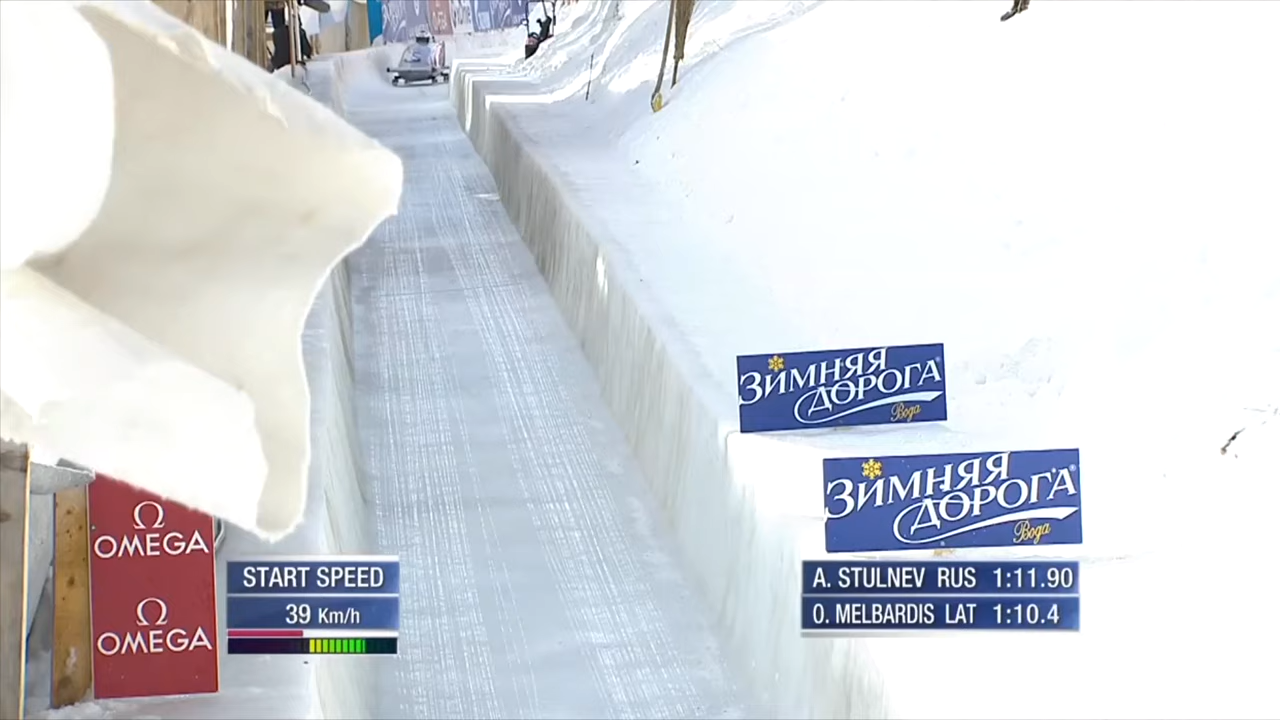 ЗИМНЯЯ
ДОРОГА
Вода
ЗИМНЯЯ
ДОРОГА®
Вода
Ω
OMEGA
Ω
OMEGA
START SPEED
39 Km/h
A. STULNEV RUS 1:11.90
O. MELBARDIS LAT 1:10.4